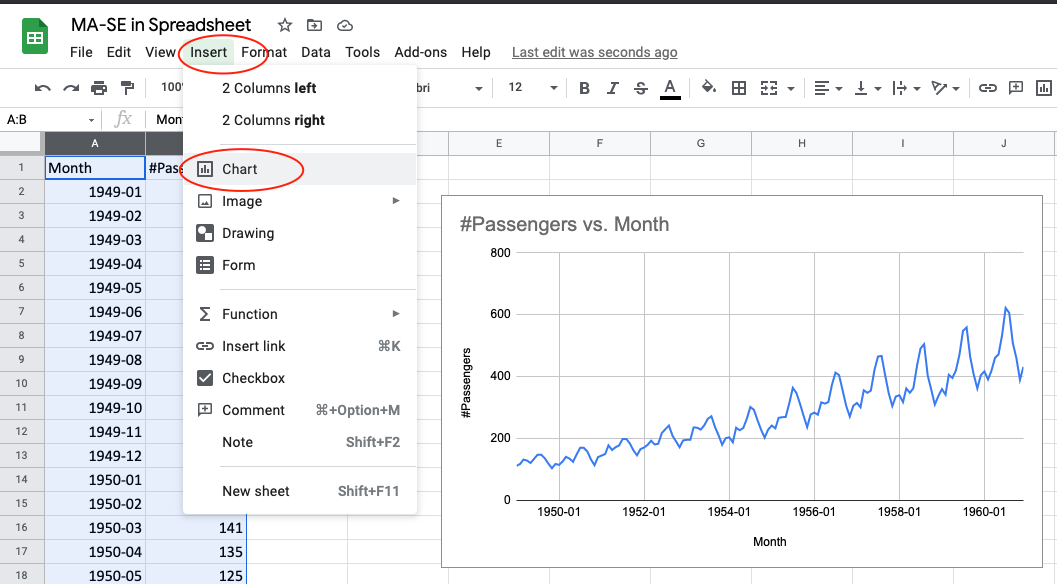 MA-SE in Spreadsheet
File Edit View Insert Format Data Tools Add-ons Help Last edit was seconds ago
100% 12 B I S A
A:B fx
A E F G H I J
1 Month
2 1949-01
3 1949-02
4 1949-03
5 1949-04
6 1949-05
7 1949-06
8 1949-07
9 1949-08
10 1949-09
11 1949-10
12 1949-11
13 1949-12
14 1950-01
15 1950-02
16 1950-03 141
17 1950-04 135
18 1950-05 125
2 Columns left
2 Columns right
Chart
Image
Drawing
Form
Σ Function
Insert link ⌘K
Checkbox
Comment ⌘+Option+M
Note Shift+F2
New sheet Shift+F11
#Passengers vs. Month
800
600
400
200
0
#Passengers
1950-01 1952-01 1954-01 1956-01 1958-01 1960-01
Month